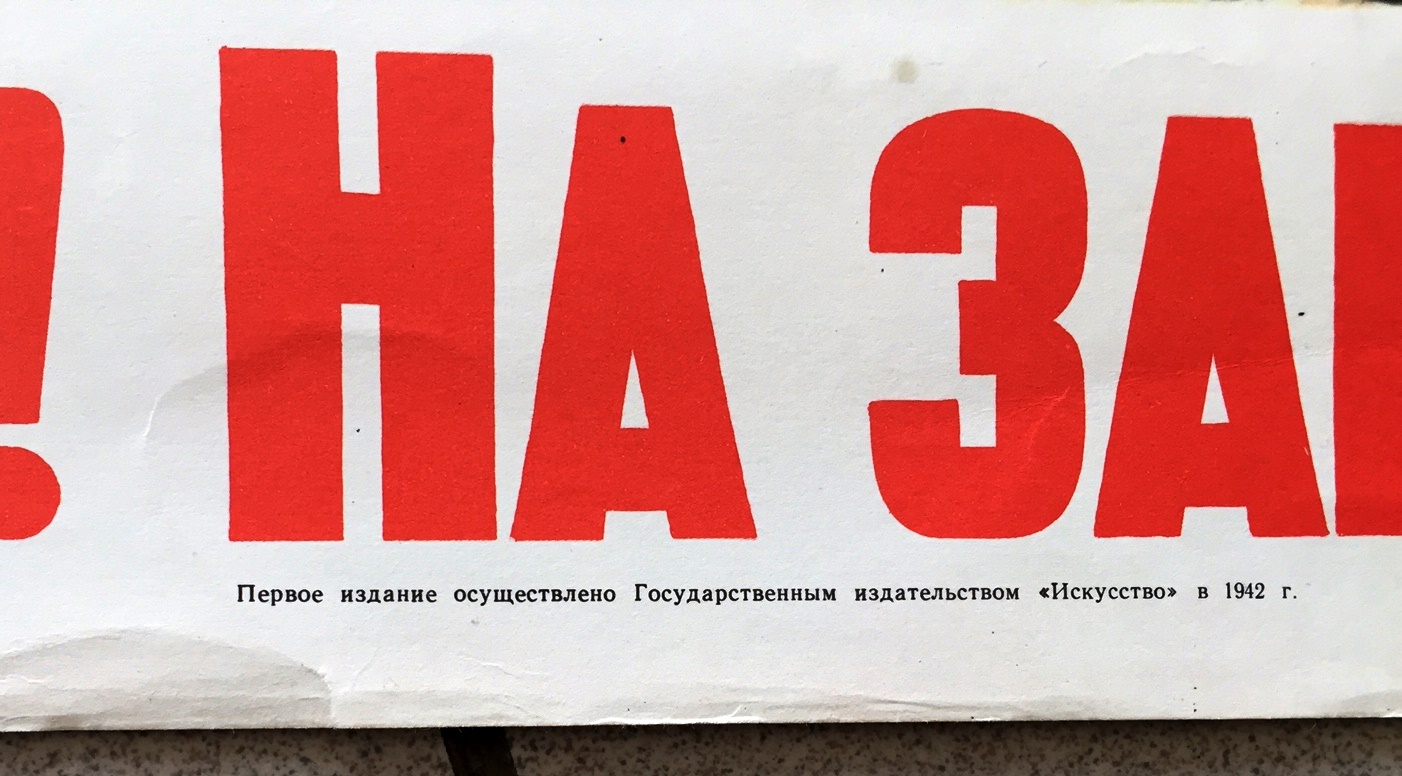 ! НА ЗА
Первое издание осуществлено Государственным издательством «Искусство» в 1942 г.